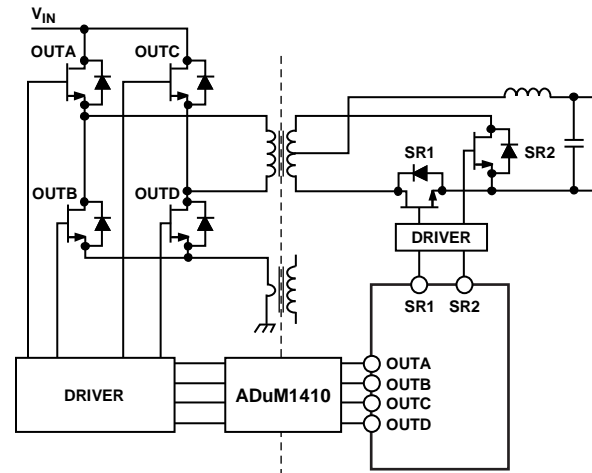 VIN
OUTA
OUTC
OUTB
OUTD
SR1
SR2
DRIVER
SR1
SR2
DRIVER
ADuM1410
OUTA
OUTB
OUTC
OUTD